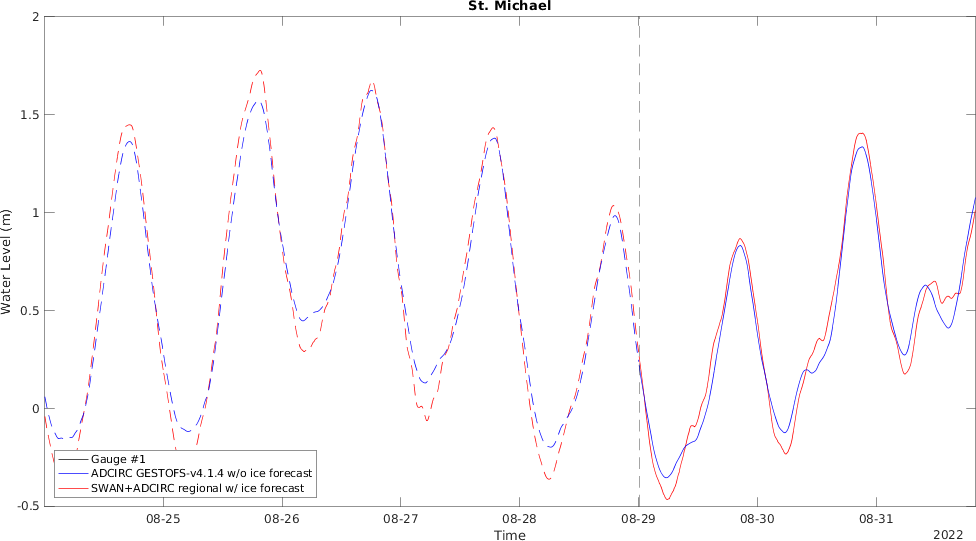 St. Michael
2
1.5
1
0.5
0
-0.5
Water Level (m)
Gauge #1
ADCIRC GESTOFS-v4.1.4 w/o ice forecast
SWAN+ADCIRC regional w/ ice forecast
08-25 08-26 08-27 08-28 08-29 08-30 08-31
Time
2022